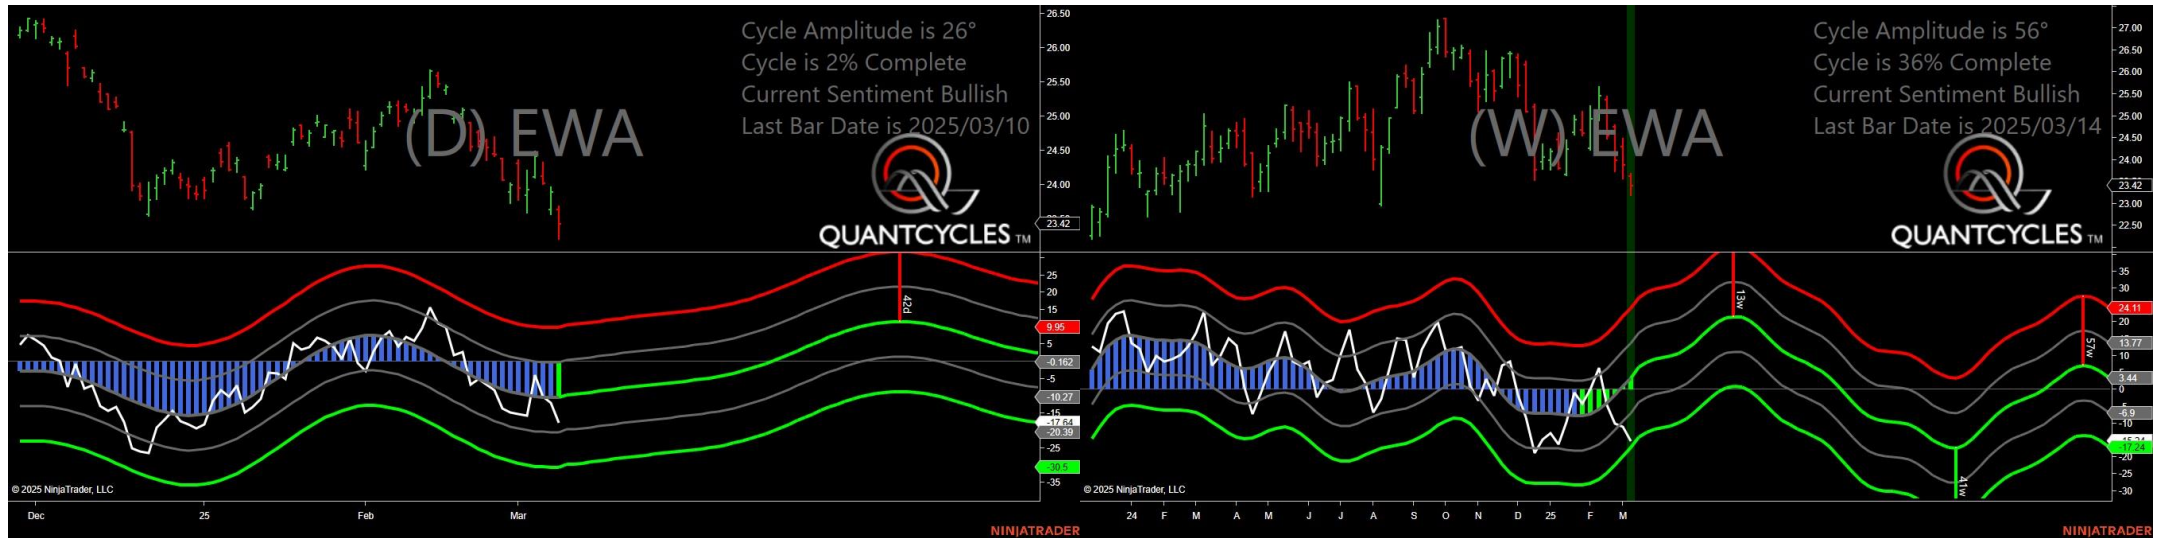 Cycle Amplitude is 26°
Cycle is 2% Complete
Current Sentiment Bullish
Last Bar Date is 2025/03/10
(D) EWA
QUANTCYCLES TM
26.50
26.00
25.50
25.00
24.50
24.00
23.42
42d
25
20
15
9.95
5
-0.162
-5
-10.27
-15
-17.64
-20.39
-25
-30.5
-35
© 2025 NinjaTrader, LLC
Dec
25
Feb
Mar
NINJATRADER
Cycle Amplitude is 56°
Cycle is 36% Complete
Current Sentiment Bullish
Last Bar Date is 2025/03/14
(W) EWA
QUANTCYCLES TM
27.00
26.50
26.00
25.50
25.00
24.50
24.00
23.42
23.00
22.50
13w
57w
41w
35
30
24.11
20
13.77
10
5
3.44
0
-6.9
-10
-17.24
-20
-25
-30
© 2025 NinjaTrader, LLC
24 F M A M J J A S O N D 25 F M
NINJATRADER